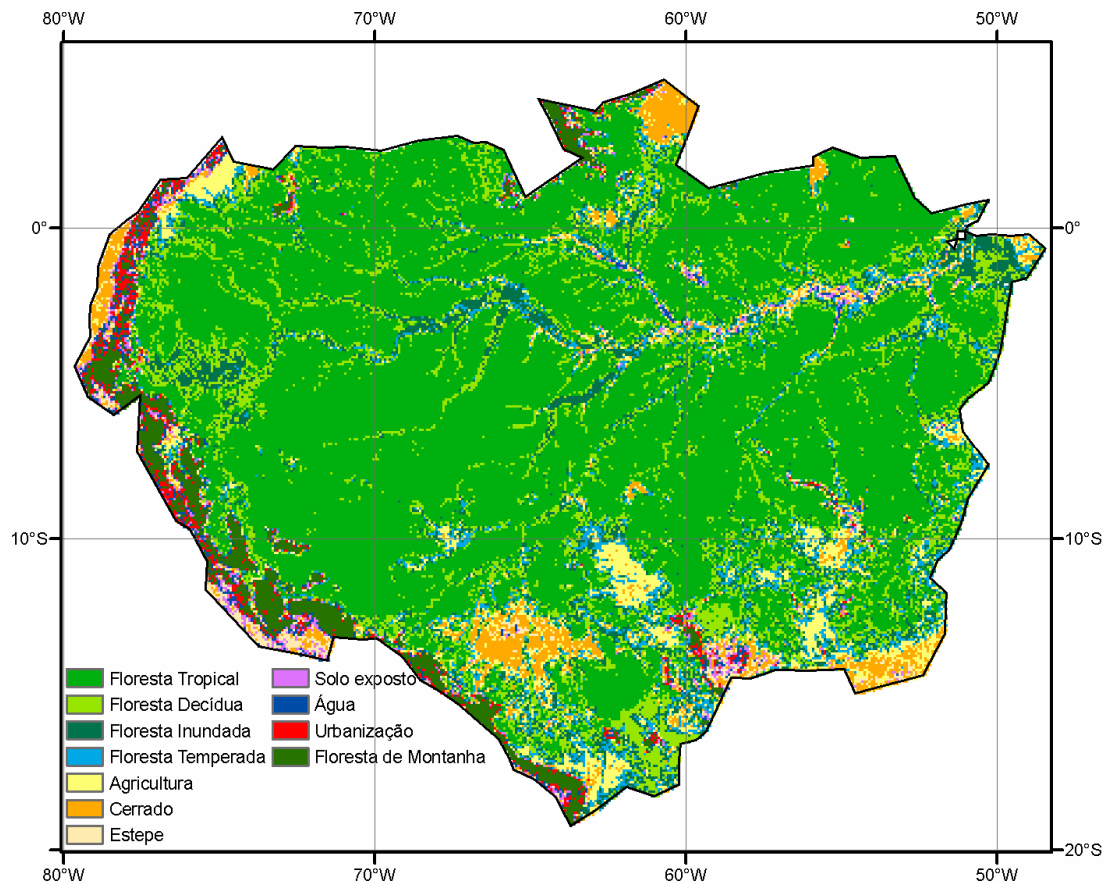 80°W 70°W 60°W 50°W
0° 0°
10°S 10°S
Floresta Tropical
Floresta Decídua
Floresta Inundada
Floresta Temperada
Agricultura
Cerrado
Estepe
Solo exposto
Água
Urbanização
Floresta de Montanha
20°S
80°W 70°W 60°W 50°W